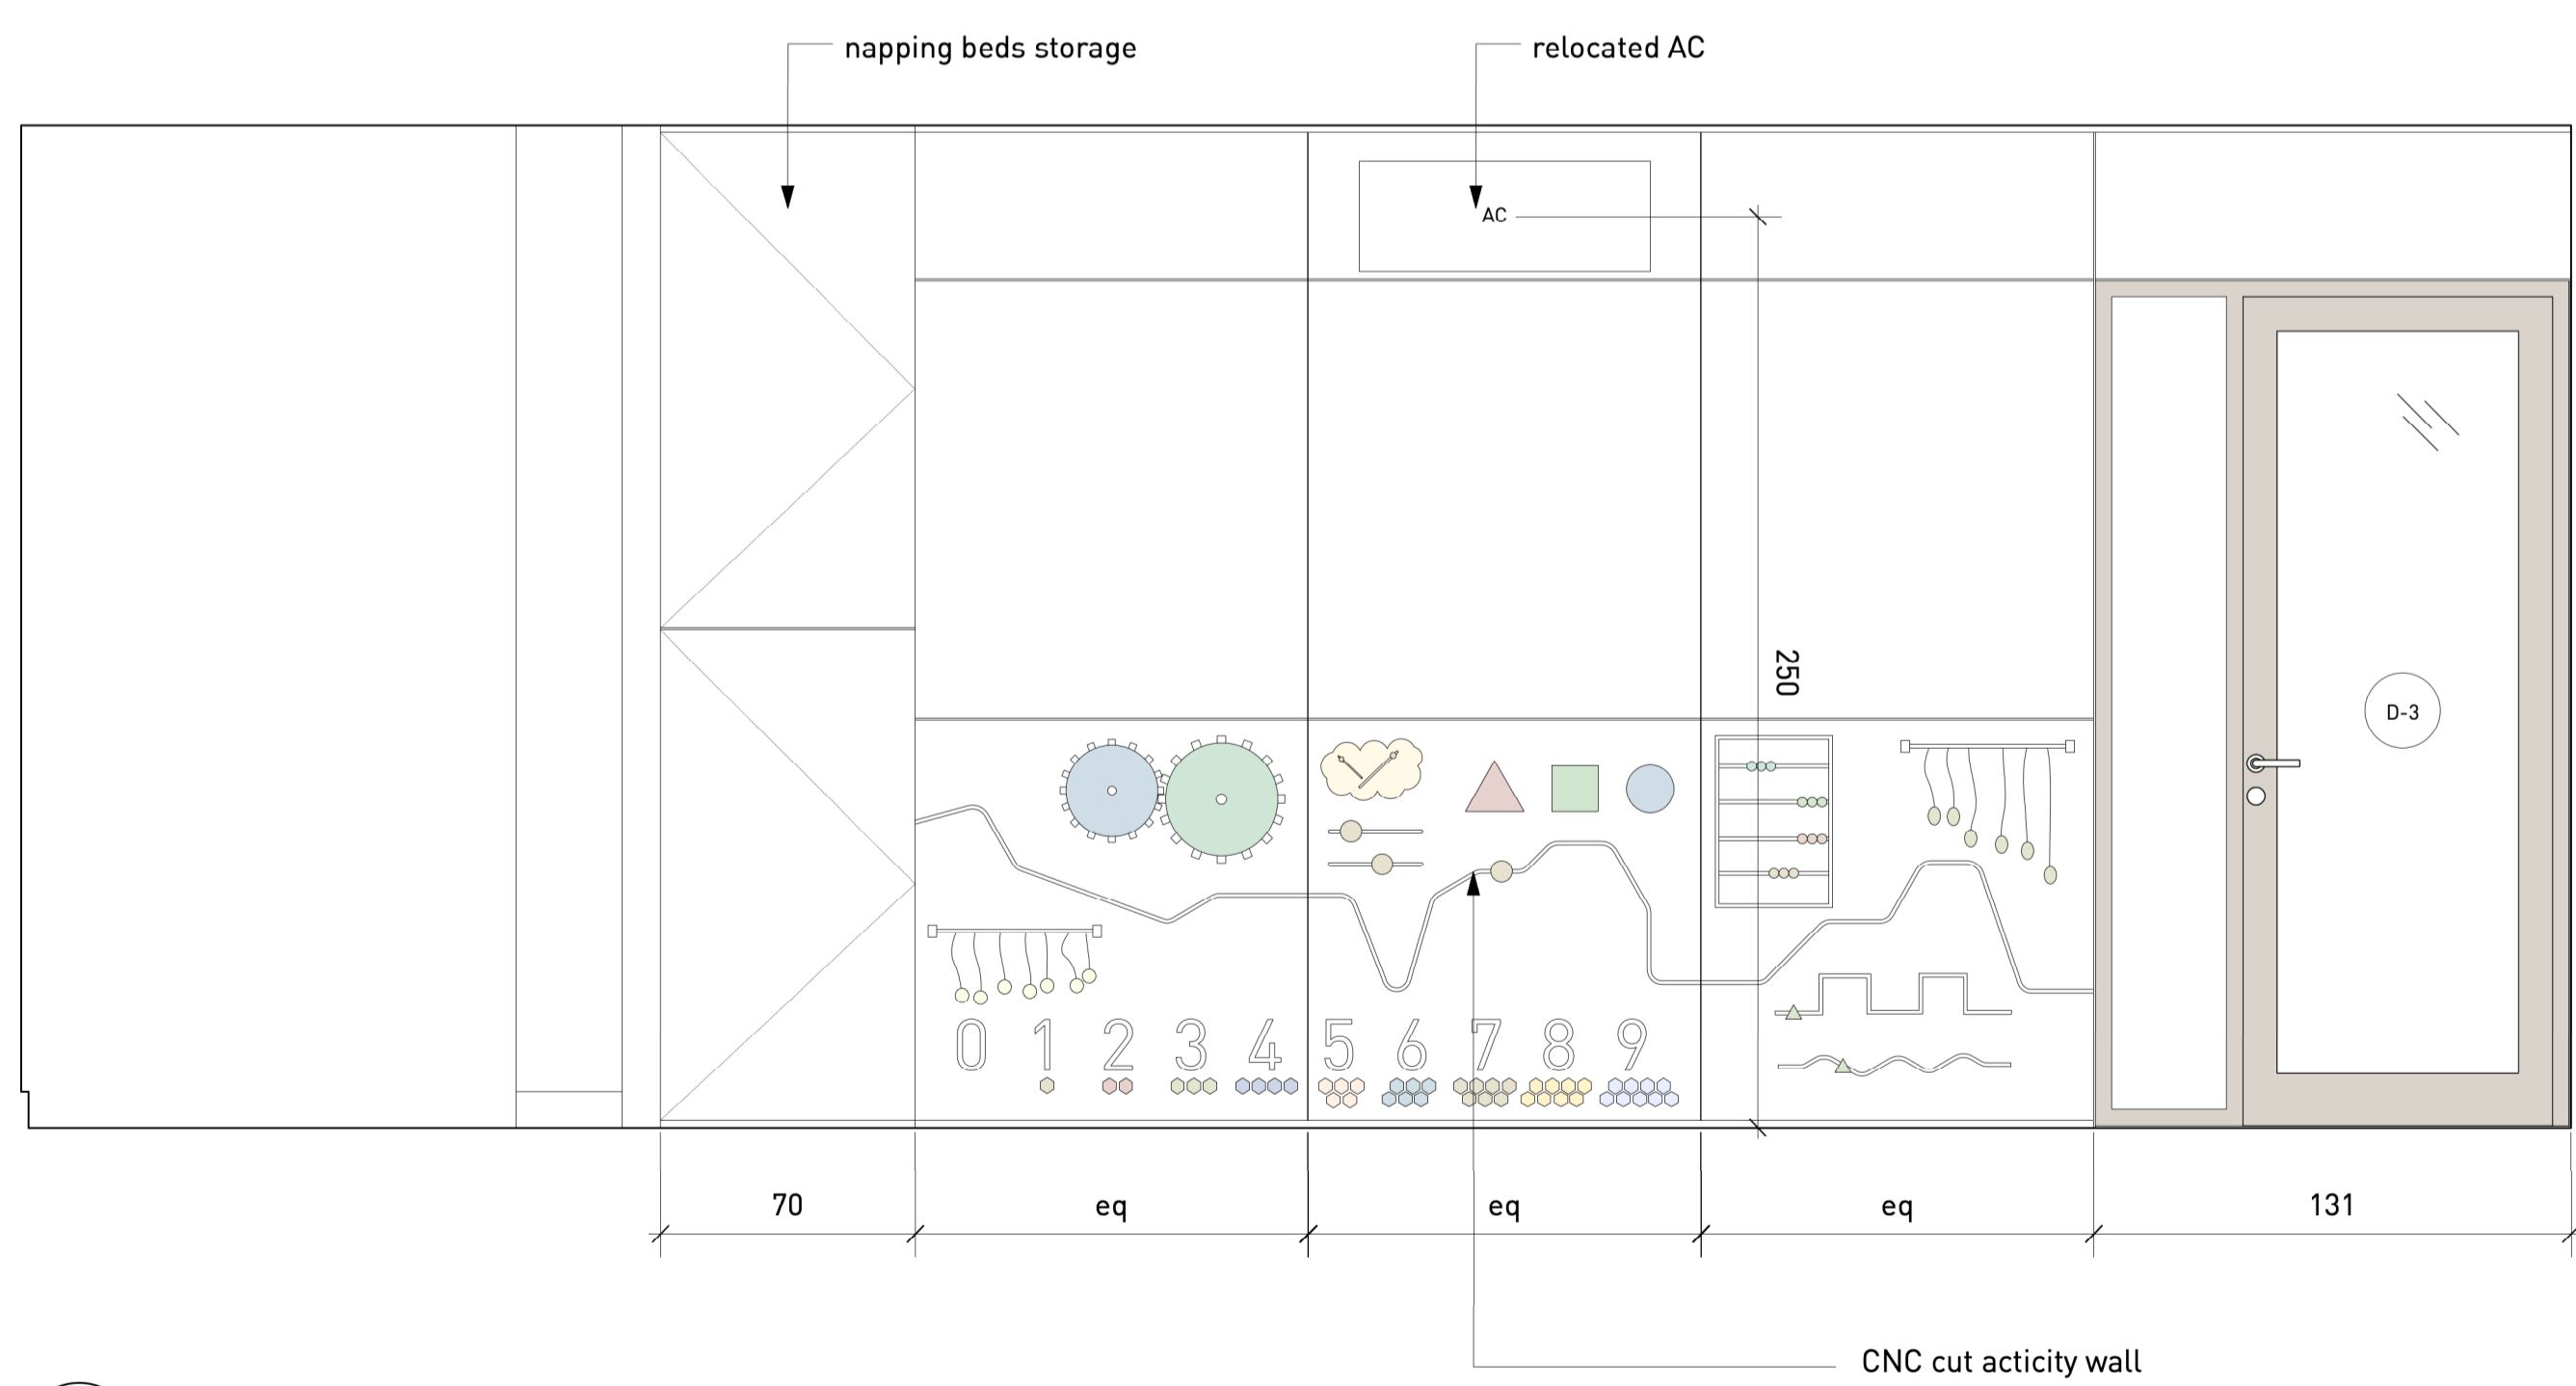 napping beds storage
relocated AC
AC
250
D-3
0 1 2 3 4 5 6 7 8 9
70 eq eq eq 131
CNC cut acticity wall